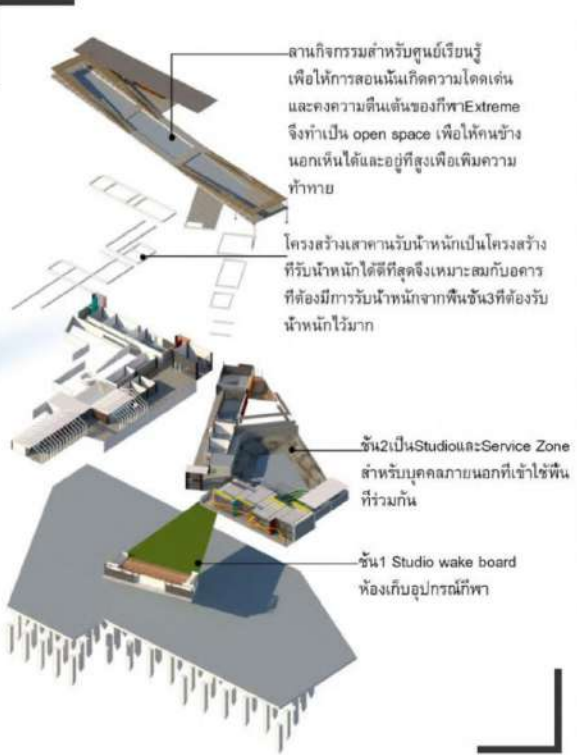 ลานกิจกรรมสำหรับศูนย์เรียนรู้
เพื่อให้การสอนนั้นเกิดความโดดเด่น
และคงความตื่นเต้นของกีฬาExtreme
จึงทำเป็น open space เพื่อให้คนข้าง
นอกเห็นได้และอยู่ที่สูงเพื่อเพิ่มความ
ท้าทาย
โครงสร้างเสาคานรับน้ำหนักเป็นโครงสร้าง
ที่รับน้ำหนักได้ดีที่สุดจึงเหมาะสมกับอคาร
ที่ต้องมีการรับน้ำหนักจากพื้นชั้น3ที่ต้องรับ
น้ำหนักไว้มาก
ชั้น2เป็นStudioและService Zone
สำหรับบุคคลภายนอกที่เข้าใช้พื้น
ที่ร่วมกัน
ชั้น1 Studio wake board
ห้องเก็บอุปกรณ์กีฬา